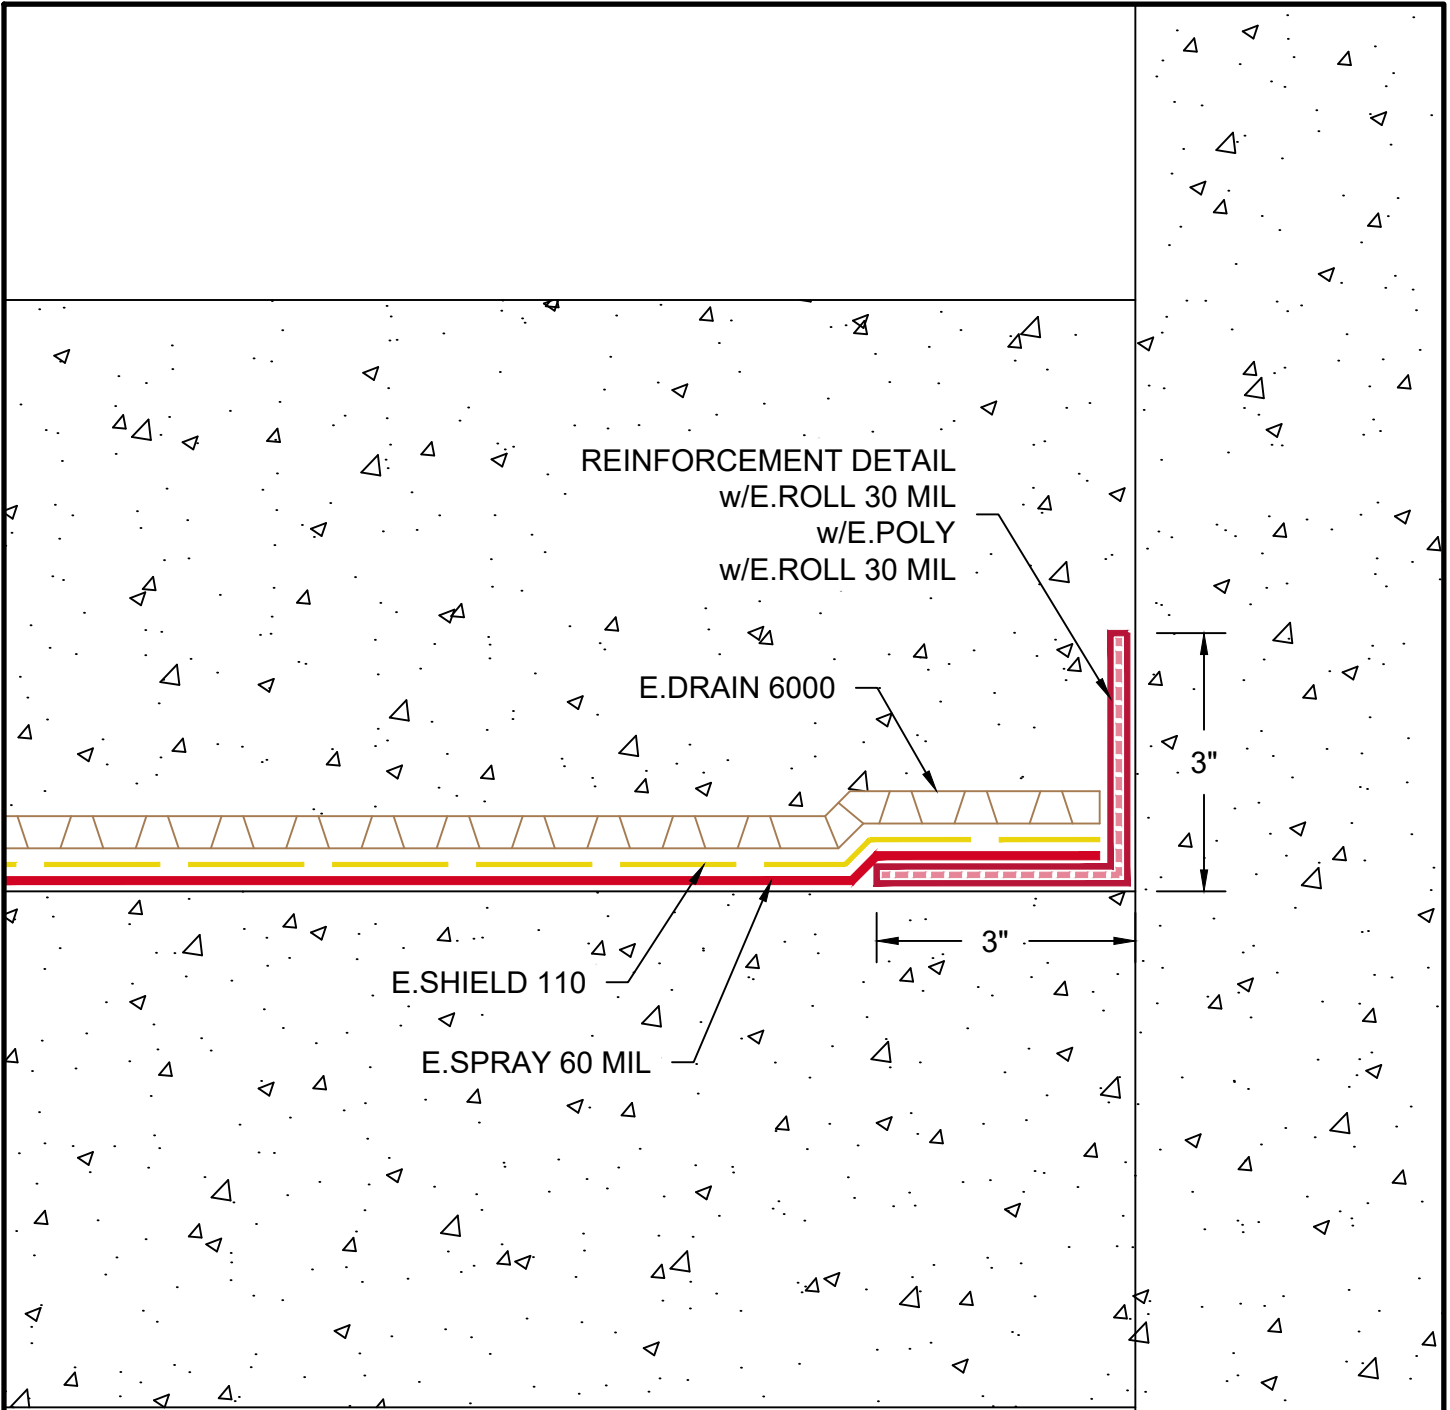 REINFORCEMENT DETAIL
w/E.ROLL 30 MIL
w/E.POLY
w/E.ROLL 30 MIL
E.DRAIN 6000
3"
3"
E.SHIELD 110
E.SPRAY 60 MIL